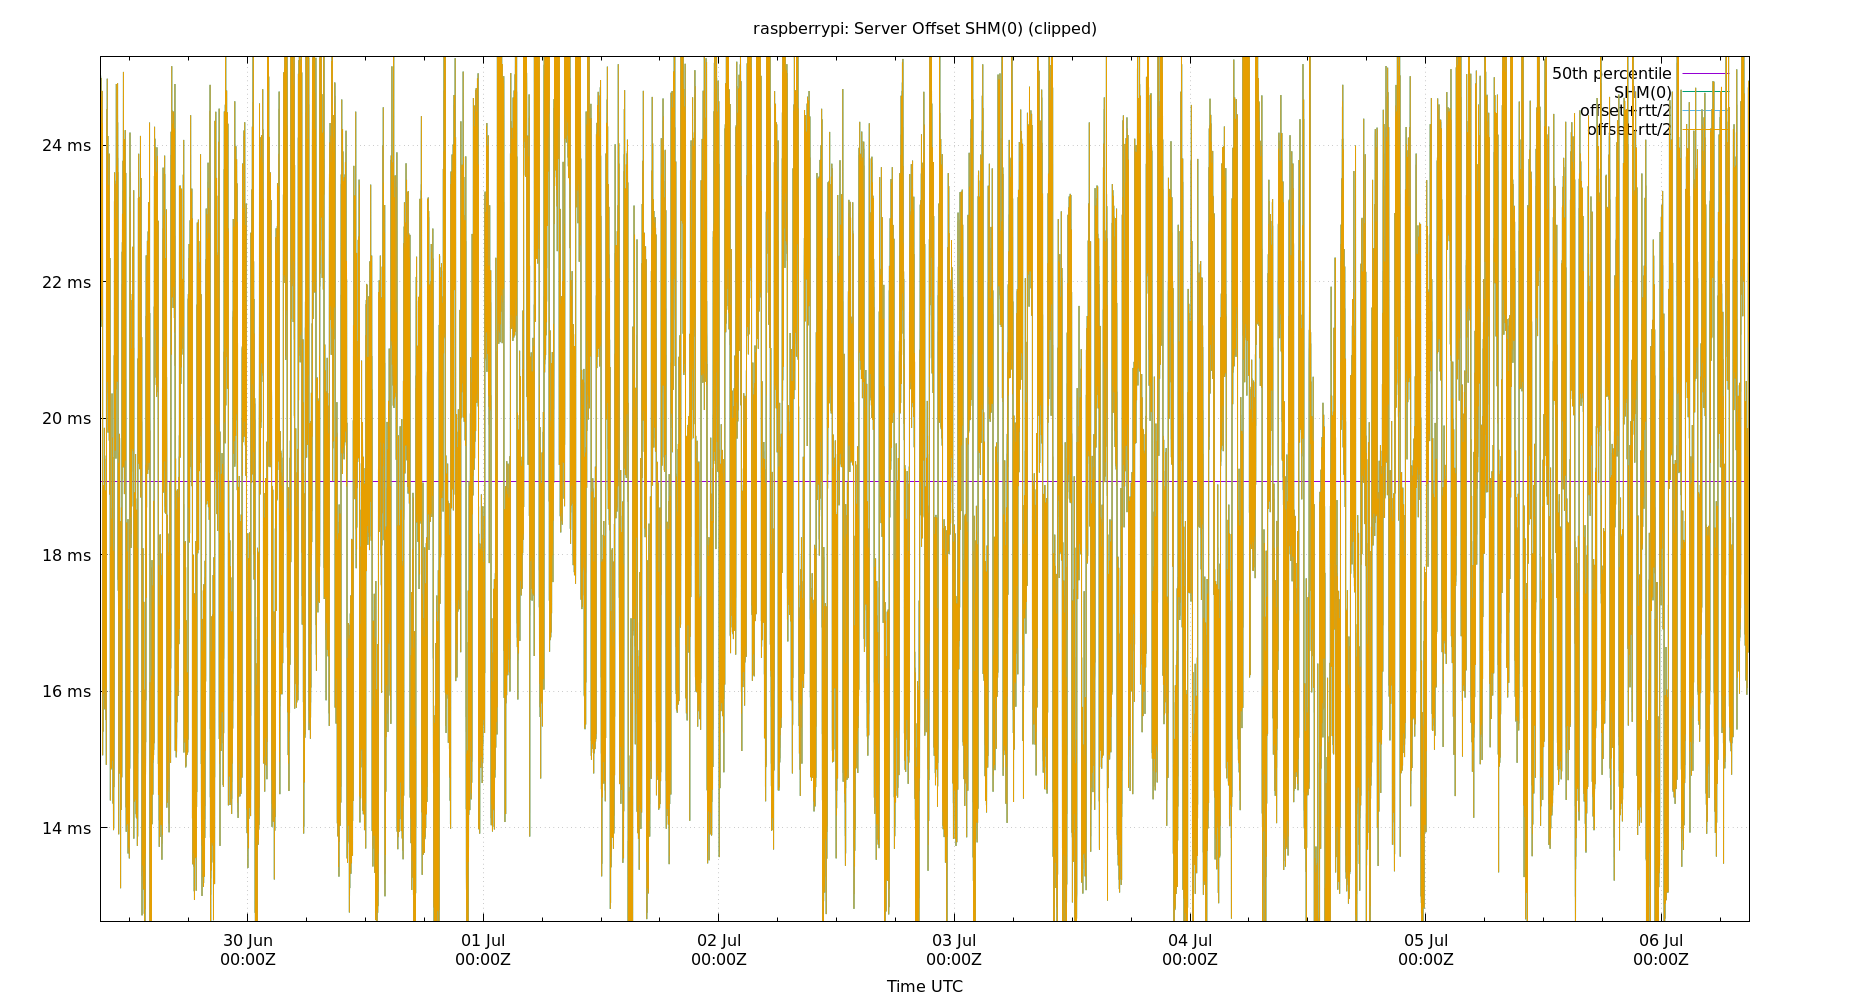 raspberrypi: Server Offset SHM(0) (clipped)
50th percentile
SHM(0)
offset+rtt/2
offset-rtt/2
24 ms
22 ms
20 ms
18 ms
16 ms
14 ms
30 Jun
00:00Z
01 Jul
00:00Z
02 Jul
00:00Z
03 Jul
00:00Z
04 Jul
00:00Z
05 Jul
00:00Z
06 Jul
00:00Z
Time UTC